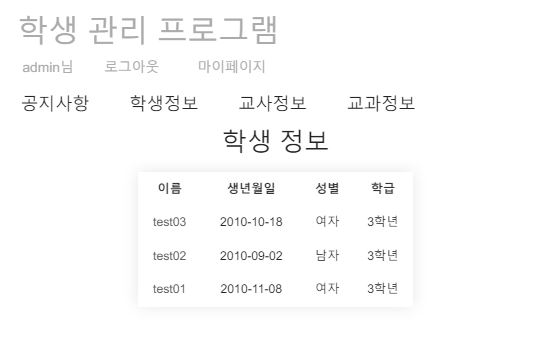 학생 관리 프로그램
admin님 로그아웃 마이페이지
공지사항 학생정보 교사정보 교과정보
학생 정보
이름 생년월일 성별 학급
test03 2010-10-18 여자 3학년
test02 2010-09-02 남자 3학년
test01 2010-11-08 여자 3학년